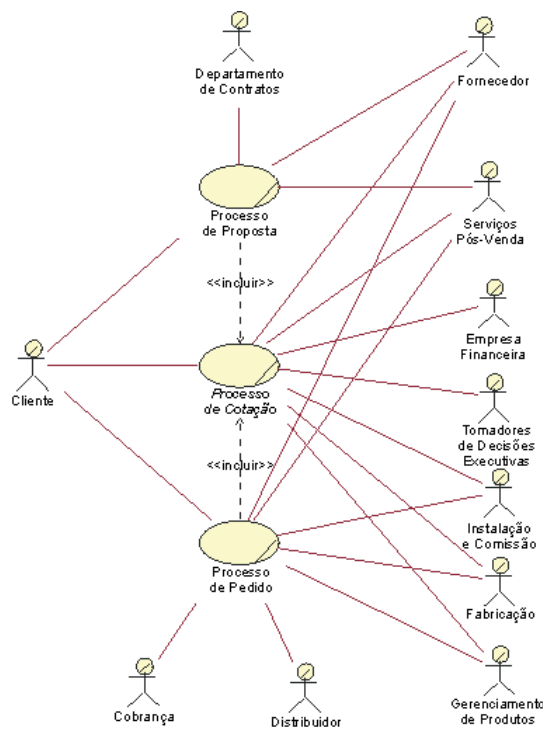 Departamento
de Contratos
Fornecedor
Processo
de Proposta
Serviços
Pós-Venda
<<incluir>>
Empresa
Financeira
Cliente
Processo
de Cotação
Tomadores
de Decisões
Executivas
<<incluir>>
Instalação
e Comissão
Processo
de Pedido
Fabricação
Cobrança
Distribuidor
Gerenciamento
de Produtos